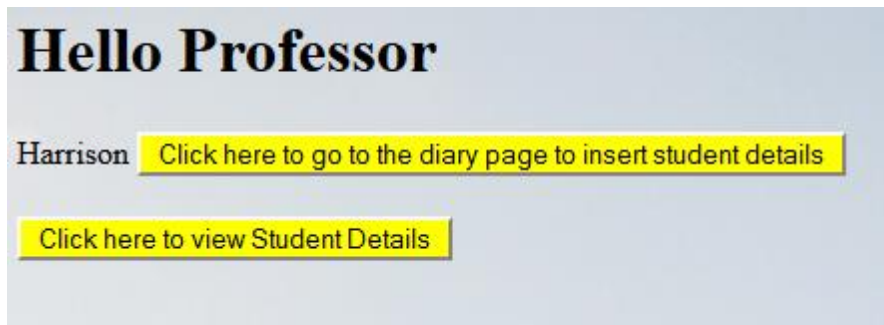 Hello Professor
Harrison Click here to go to the diary page to insert student details
Click here to view Student Details